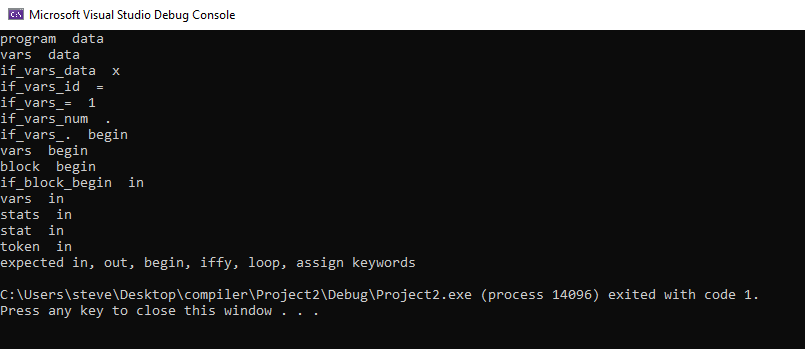 C:\ Microsoft Visual Studio Debug Console
program  data
vars  data
if_vars_data  x
if_vars_id  =
if_vars_=  1
if_vars_num  .
if_vars_.  begin
vars  begin
block  begin
if_block_begin  in
vars  in
stats  in
stat  in
token  in
expected in, out, begin, iffy, loop, assign keywords
C:\Users\steve\Desktop\compiler\Project2\Debug\Project2.exe (process 14096) exited with code 1.
Press any key to close this window . . .